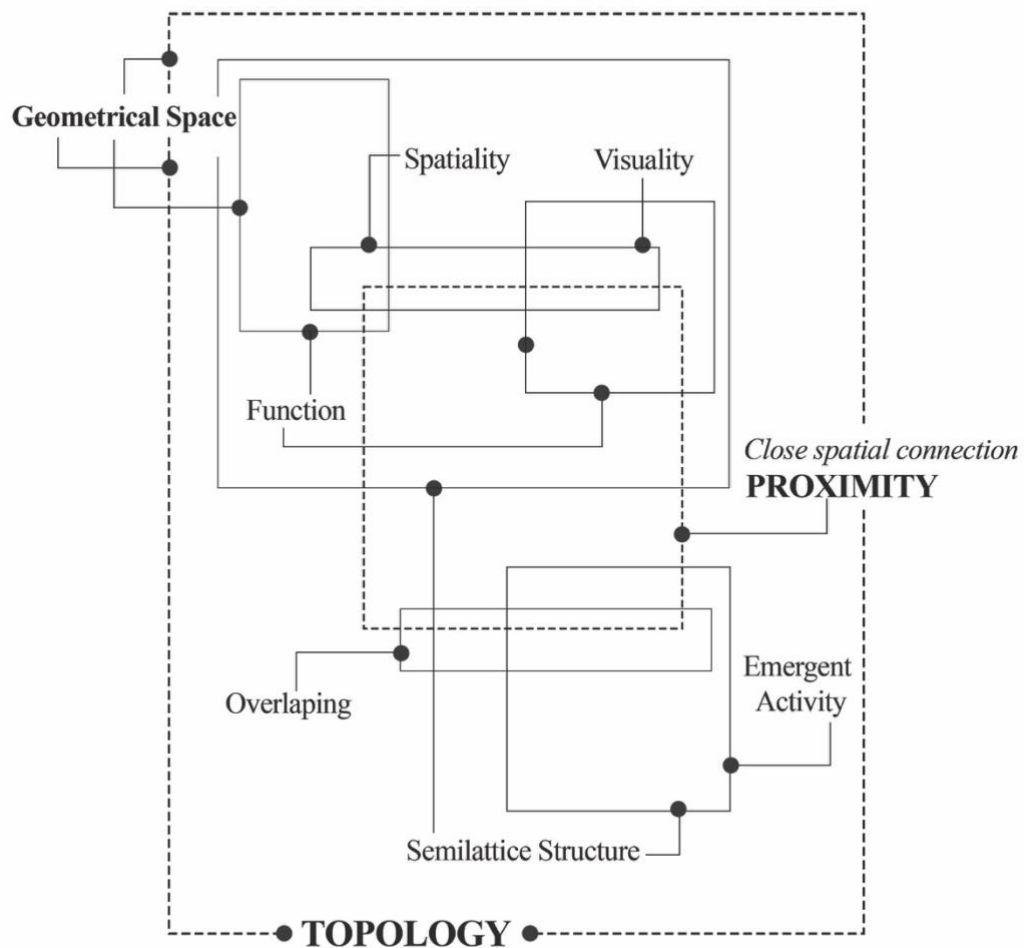 Geometrical Space
Spatiality
Visuality
Function
Close spatial connection
PROXIMITY
Overlaping
Emergent
Activity
Semilattice Structure
TOPOLOGY